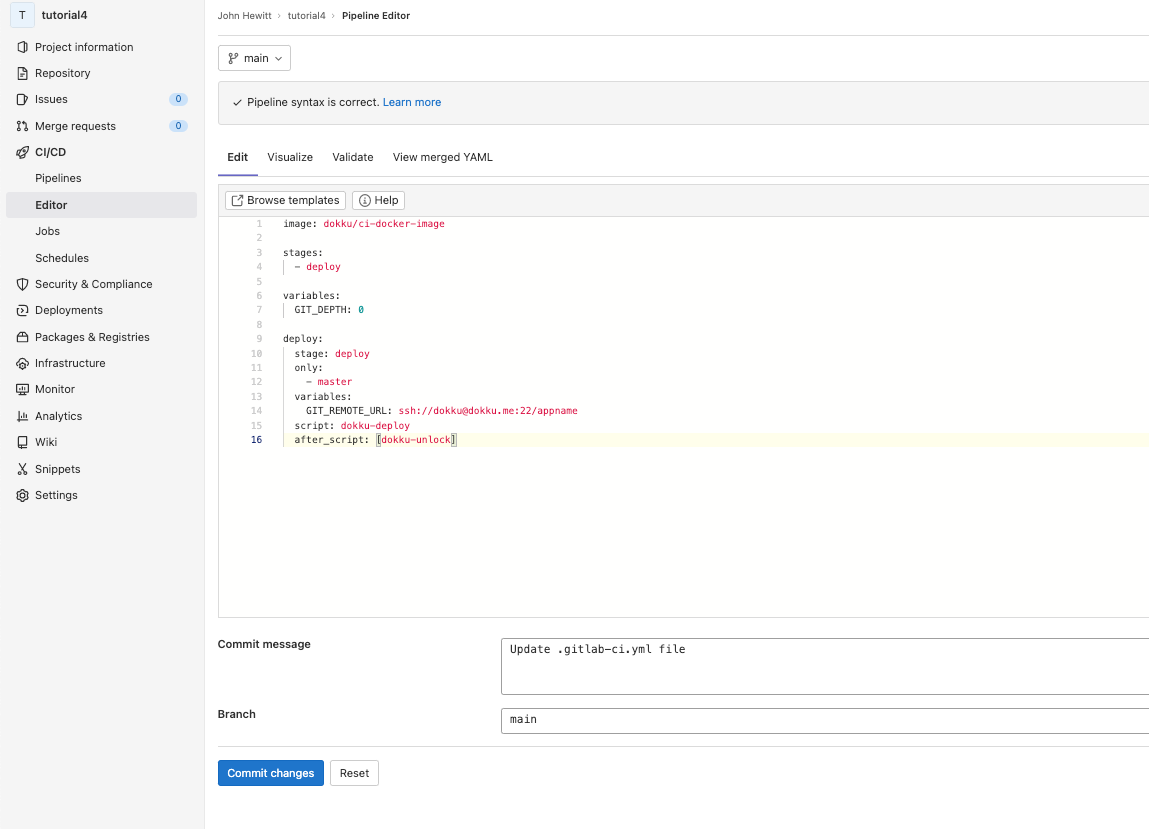 T tutorial4
Project information
Repository
Issues 0
Merge requests 0
CI/CD
Pipelines
Editor
Jobs
Schedules
Security & Compliance
Deployments
Packages & Registries
Infrastructure
Monitor
Analytics
Wiki
Snippets
Settings
John Hewitt › tutorial4 › Pipeline Editor
main
Pipeline syntax is correct. Learn more
Edit Visualize Validate View merged YAML
Browse templates Help
1 image: dokku/ci-docker-image
2
3 stages:
4   - deploy
5
6 variables:
7   GIT_DEPTH: 0
8
9 deploy:
10   stage: deploy
11   only:
12     - master
13   variables:
14     GIT_REMOTE_URL: ssh://dokku@dokku.me:22/appname
15   script: dokku-deploy
16   after_script: [dokku-unlock]
Commit message
Update .gitlab-ci.yml file
Branch
main
Commit changes Reset